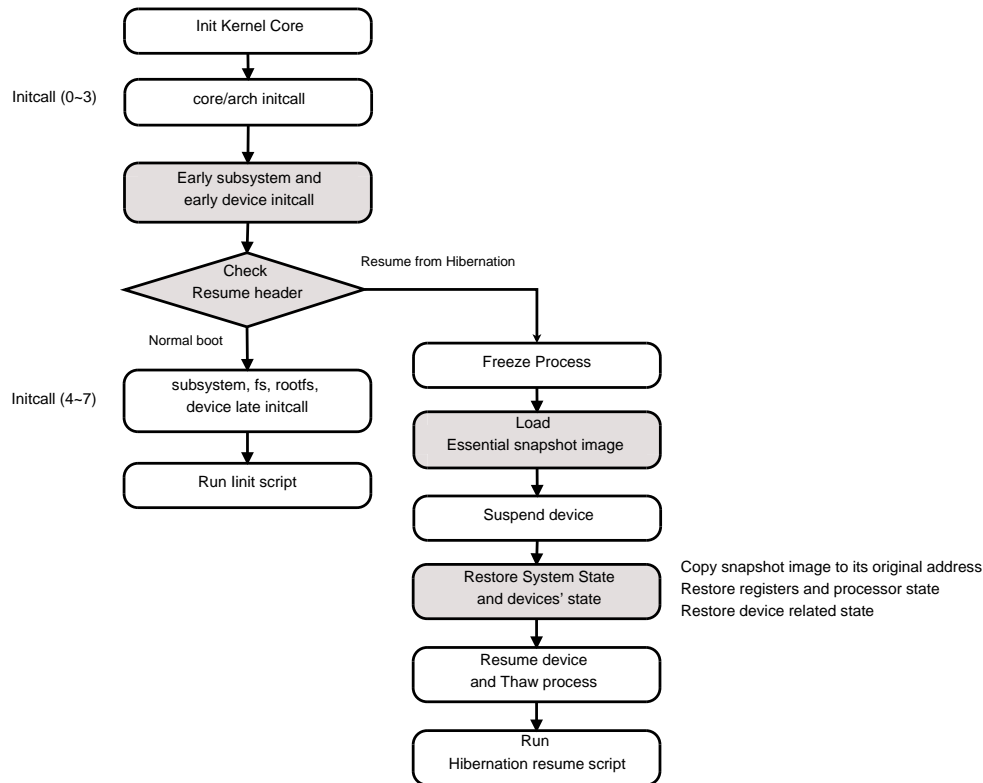 Init Kernel Core
Initcall (0~3)
core/arch initcall
Early subsystem and
early device initcall
Check
Resume header
Resume from Hibernation
Normal boot
Initcall (4~7)
subsystem, fs, rootfs,
device late initcall
Run linit script
Freeze Process
Load
Essential snapshot image
Suspend device
Restore System State
and devices’ state
Copy snapshot image to its original address
Restore registers and processor state
Restore device related state
Resume device
and Thaw process
Run
Hibernation resume script